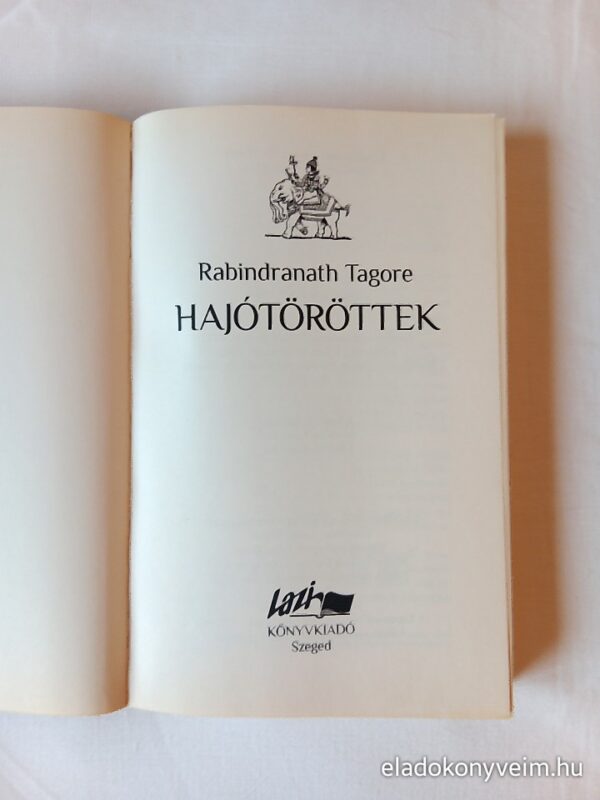 Rabindranath Tagore
HAJÓTÖRÖTTEK
Lazi
KÖNYVKIADÓ
Szeged
eladokonyveim.hu